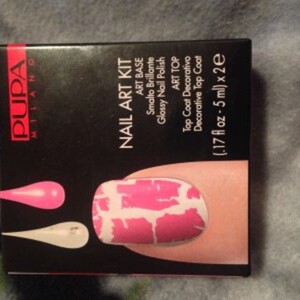 PUPA
MILANO
NAIL ART KIT
ART BASE
Smalto Brillante
Glossy Nail Polish
ART TOP
Top Coat Decorativo
Decorative Top Coat
(.17 fl oz - 5 ml) x 2 e